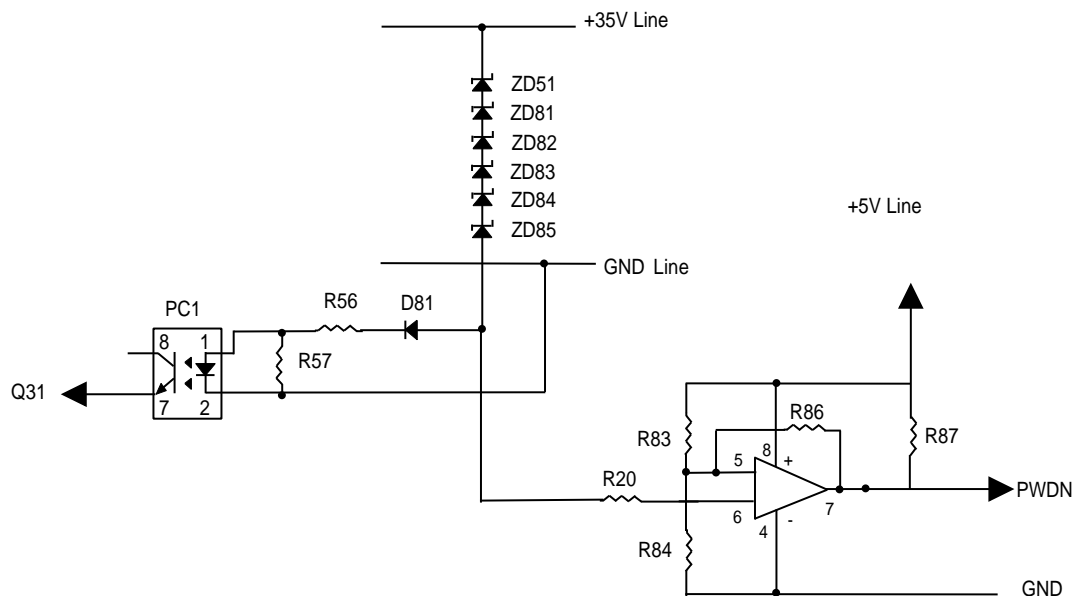 +35V Line
ZD51
ZD81
ZD82
ZD83
ZD84
ZD85
+5V Line
GND Line
PC1
R56
D81
8
1
R57
Q31
7
2
R83
R86
R87
8
+
5
R20
PWDN
6
7
4
-
R84
GND